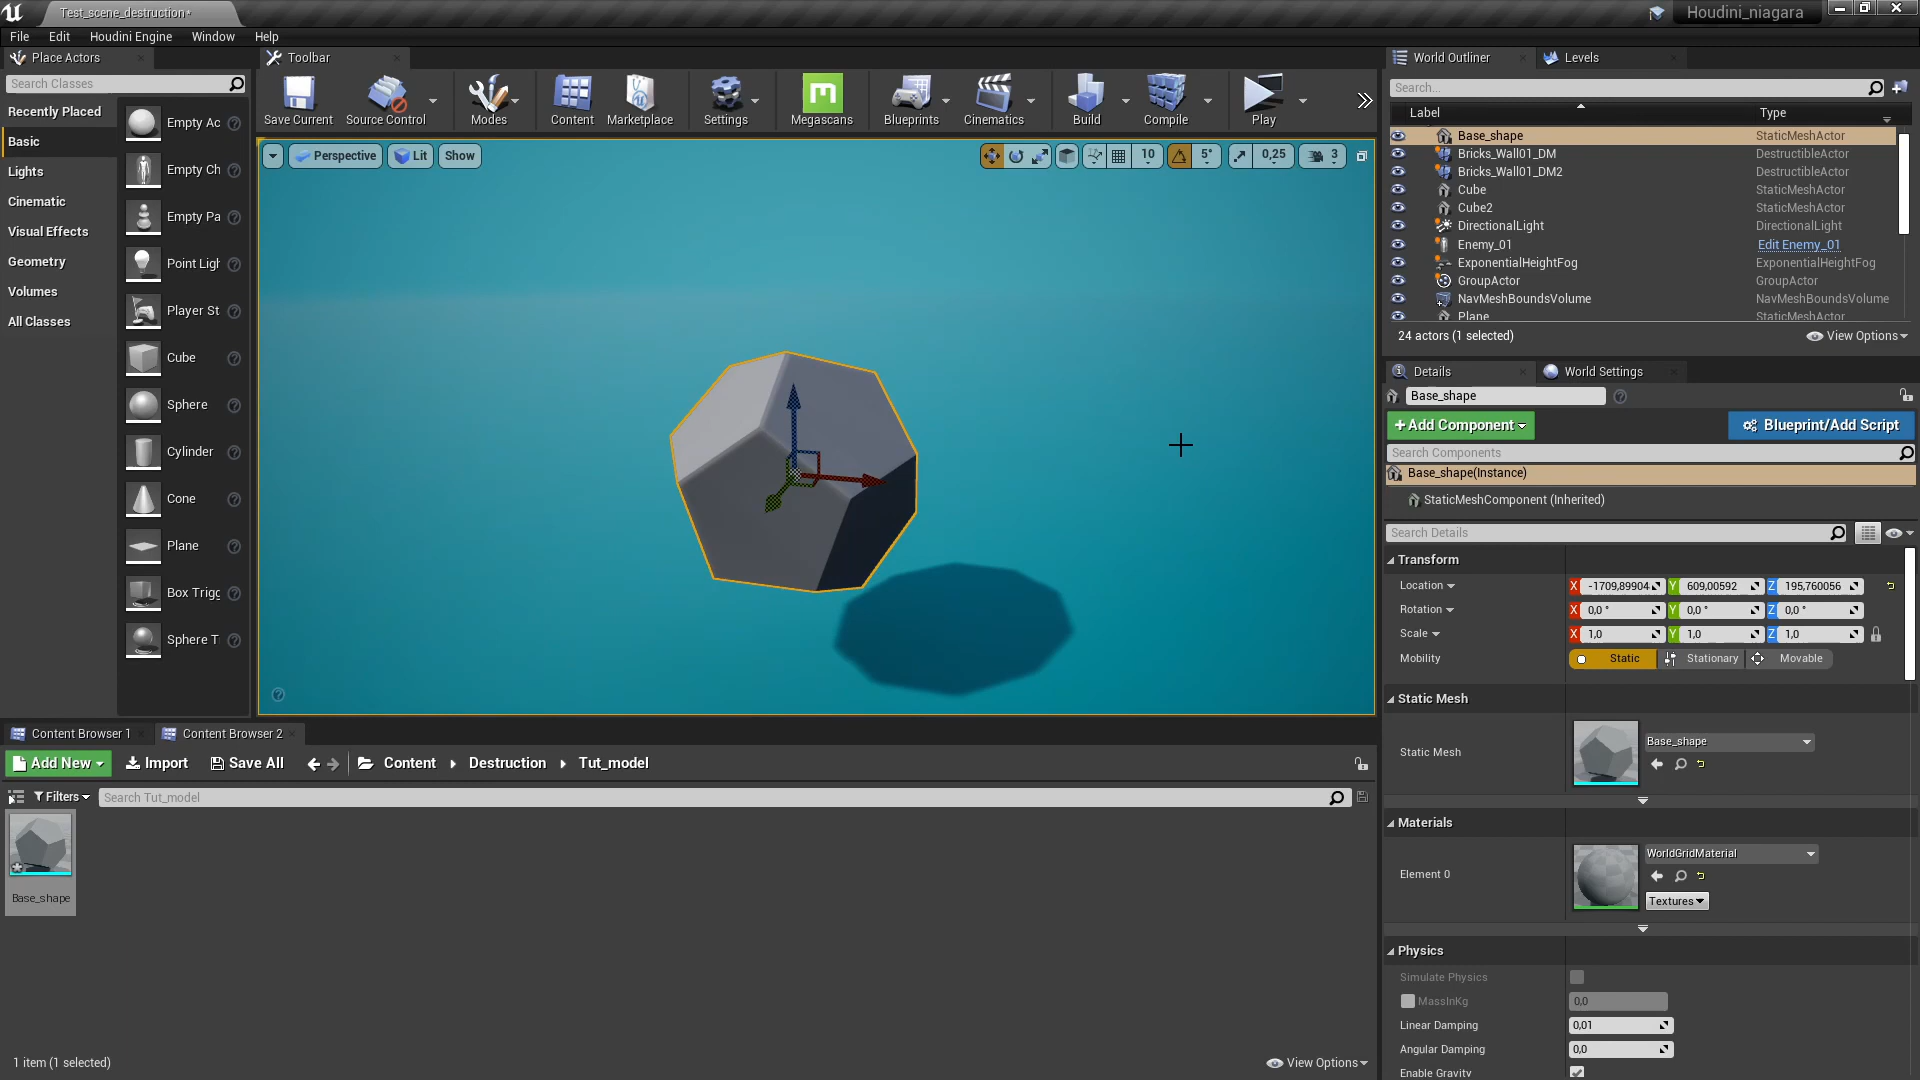 Test_scene_destruction*
Houdini_niagara
File Edit Houdini Engine Window Help
Place Actors
Search Classes
Recently Placed
Basic
Lights
Cinematic
Visual Effects
Geometry
Volumes
All Classes
Empty Ac
Empty Ch
Empty Pa
Point Ligh
Player St
Cube
Sphere
Cylinder
Cone
Plane
Box Trigg
Sphere T
Toolbar
Save Current
Source Control
Modes
Content
Marketplace
Settings
Megascans
Blueprints
Cinematics
Build
Compile
Play
Perspective Lit Show
10 5° 0,25 3
World Outliner Levels
Search...
Label Type
Base_shape StaticMeshActor
Bricks_Wall01_DM DestructibleActor
Bricks_Wall01_DM2 DestructibleActor
Cube StaticMeshActor
Cube2 StaticMeshActor
DirectionalLight DirectionalLight
Enemy_01 Edit Enemy_01
ExponentialHeightFog ExponentialHeightFog
GroupActor GroupActor
NavMeshBoundsVolume NavMeshBoundsVolume
Plane StaticMeshActor
24 actors (1 selected) View Options
Details World Settings
Base_shape
+Add Component Blueprint/Add Script
Search Components
Base_shape(Instance)
StaticMeshComponent (Inherited)
Search Details
Transform
Location X -1709,89904 Y 609,00592 Z 195,760056
Rotation X 0,0 ° Y 0,0 ° Z 0,0 °
Scale X 1,0 Y 1,0 Z 1,0
Mobility Static Stationary Movable
Static Mesh
Static Mesh Base_shape
Materials
Element 0 WorldGridMaterial
Textures
Physics
Simulate Physics
MassInKg 0,0
Linear Damping 0,01
Angular Damping 0,0
Enable Gravity
Content Browser 1 Content Browser 2
Add New Import Save All Content Destruction Tut_model
Filters Search Tut_model
Base_shape
1 item (1 selected) View Options